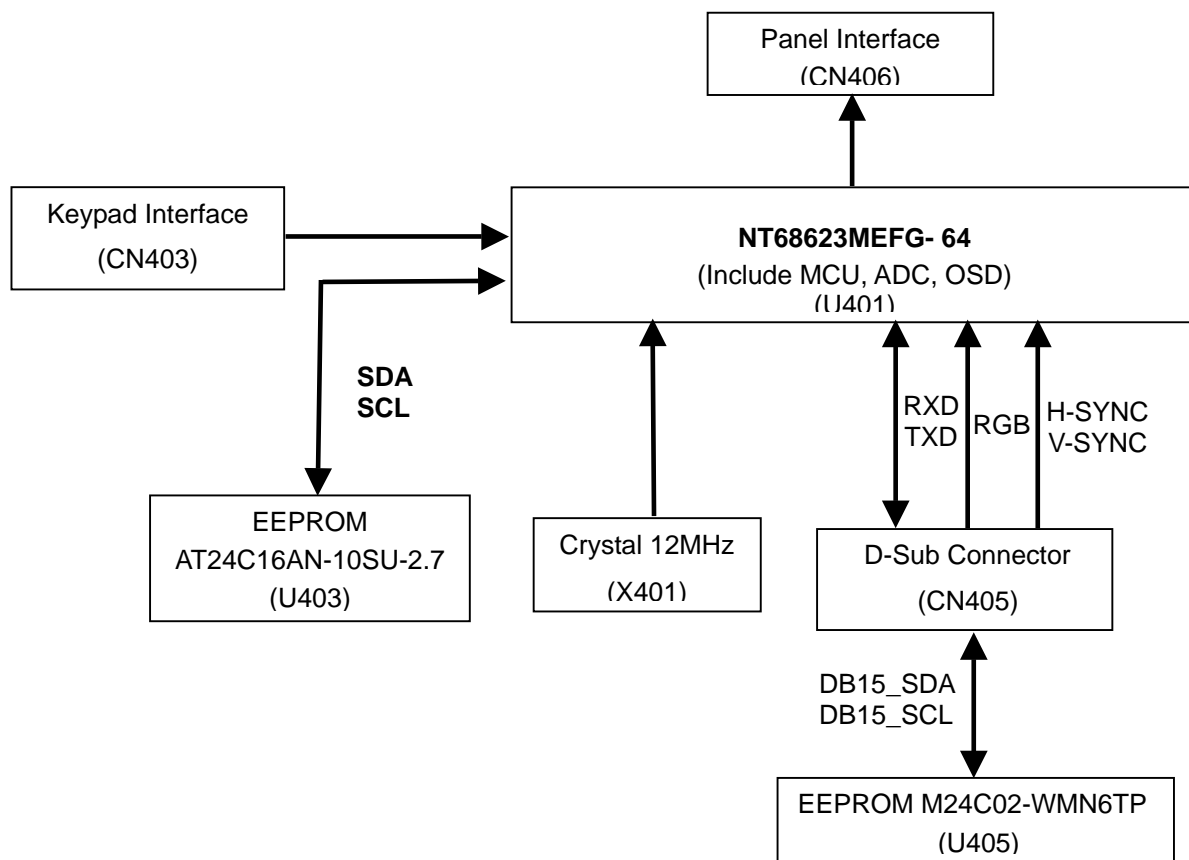 Panel Interface
(CN406)
Keypad Interface
(CN403)
NT68623MEFG- 64
(Include MCU, ADC, OSD)
(U401)
SDA
SCL
RXD
TXD
RGB
H-SYNC
V-SYNC
EEPROM
AT24C16AN-10SU-2.7
(U403)
Crystal 12MHz
(X401)
D-Sub Connector
(CN405)
DB15_SDA
DB15_SCL
EEPROM M24C02-WMN6TP
(U405)